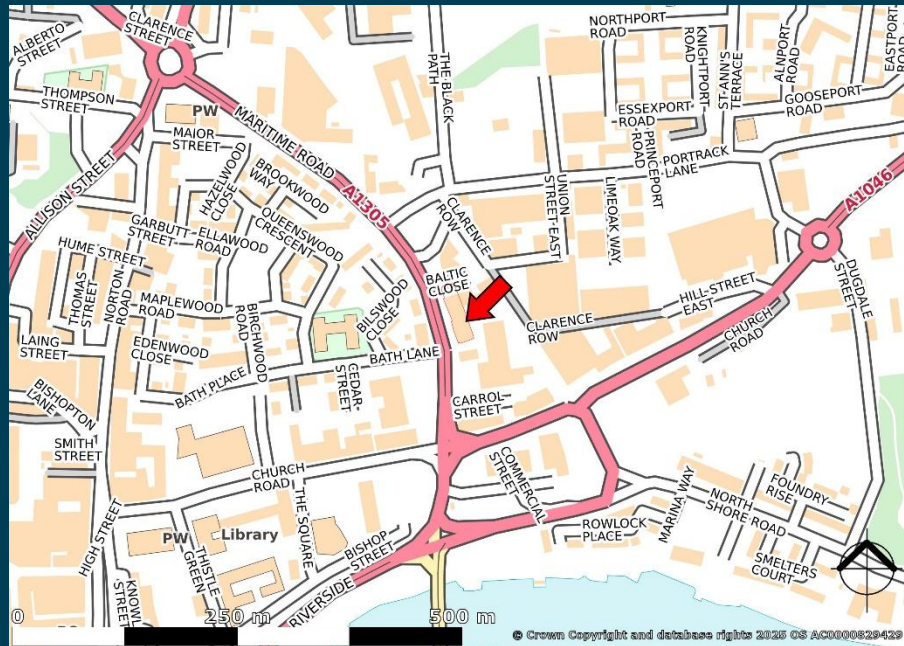 CLARENCE
STREET
ALBERTO
STREET
THOMPSON
STREET
PW
MAIOR
STREET
MARITIME ROAD
A1305
ALLISON STREET
HAZELWOOD
CLOSE
BROOKWOOD
WAY
QUEENSWOOD
CRESCENT
GARBUTT
STREET
ELLAWOOD
ROAD
HUME STREET
THOMAS
STREET
NORTON
ROAD
MAPLEWOOD
ROAD
BIRCHWOOD
ROAD
BILSWOOD
CLOSE
LAING
STREET
EDENWOOD
CLOSE
BATH PLACE
BATH LANE
CEDAR
STREET
BISHOPTON
LANE
SMITH
STREET
THE BLACK
PATH
NORTHPORT
ROAD
KNIGHTPORT
ROAD
ST-ANN'S
TERRACE
ALNPORT
ROAD
EASTPORT
GOOSEPORT
ROAD
ESSEXPORT
ROAD
PRINCEPORT
ROAD
PORTRACK
LANE
UNION
STREET EAST
LIMEOAK WAY
CLARENCE
ROW
BALTIC
CLOSE
A1046
DUGDALE
STREET
HILL-STREET
EAST
CLARENCE
ROW
CHURCH
ROAD
CARROL
STREET
COMMERCIAL
STREET
CHURCH
ROAD
HIGH STREET
THE SQUARE
PW
Library
THISTLE
GREEN
BISHOP
STREET
RIVERSIDE
ROWLOCK
PLACE
MARINA WAY
NORTH
SHORE ROAD
FOUNDRY
RISE
SMELTERS
COURT
0 250 m 500 m
© Crown Copyright and database rights 2025 OS AC0000829429